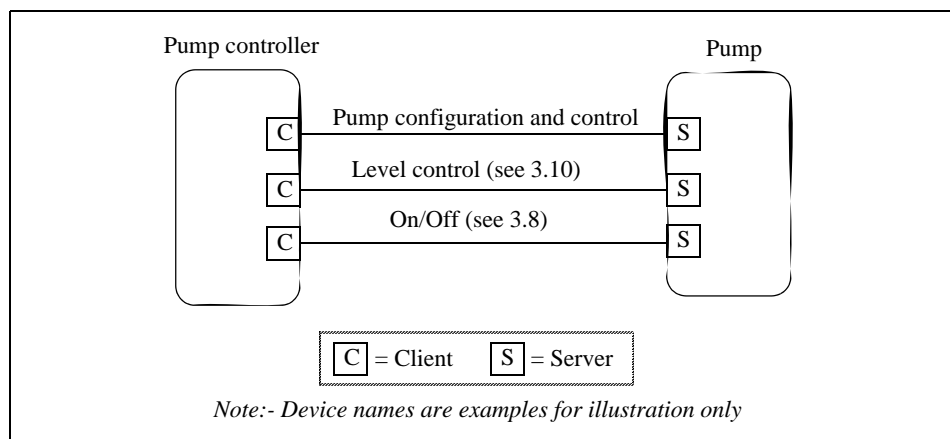 Pump controller
Pump
Pump configuration and control
C
S
Level control (see 3.10)
C
S
On/Off (see 3.8)
C
S
C = Client S = Server
Note:- Device names are examples for illustration only